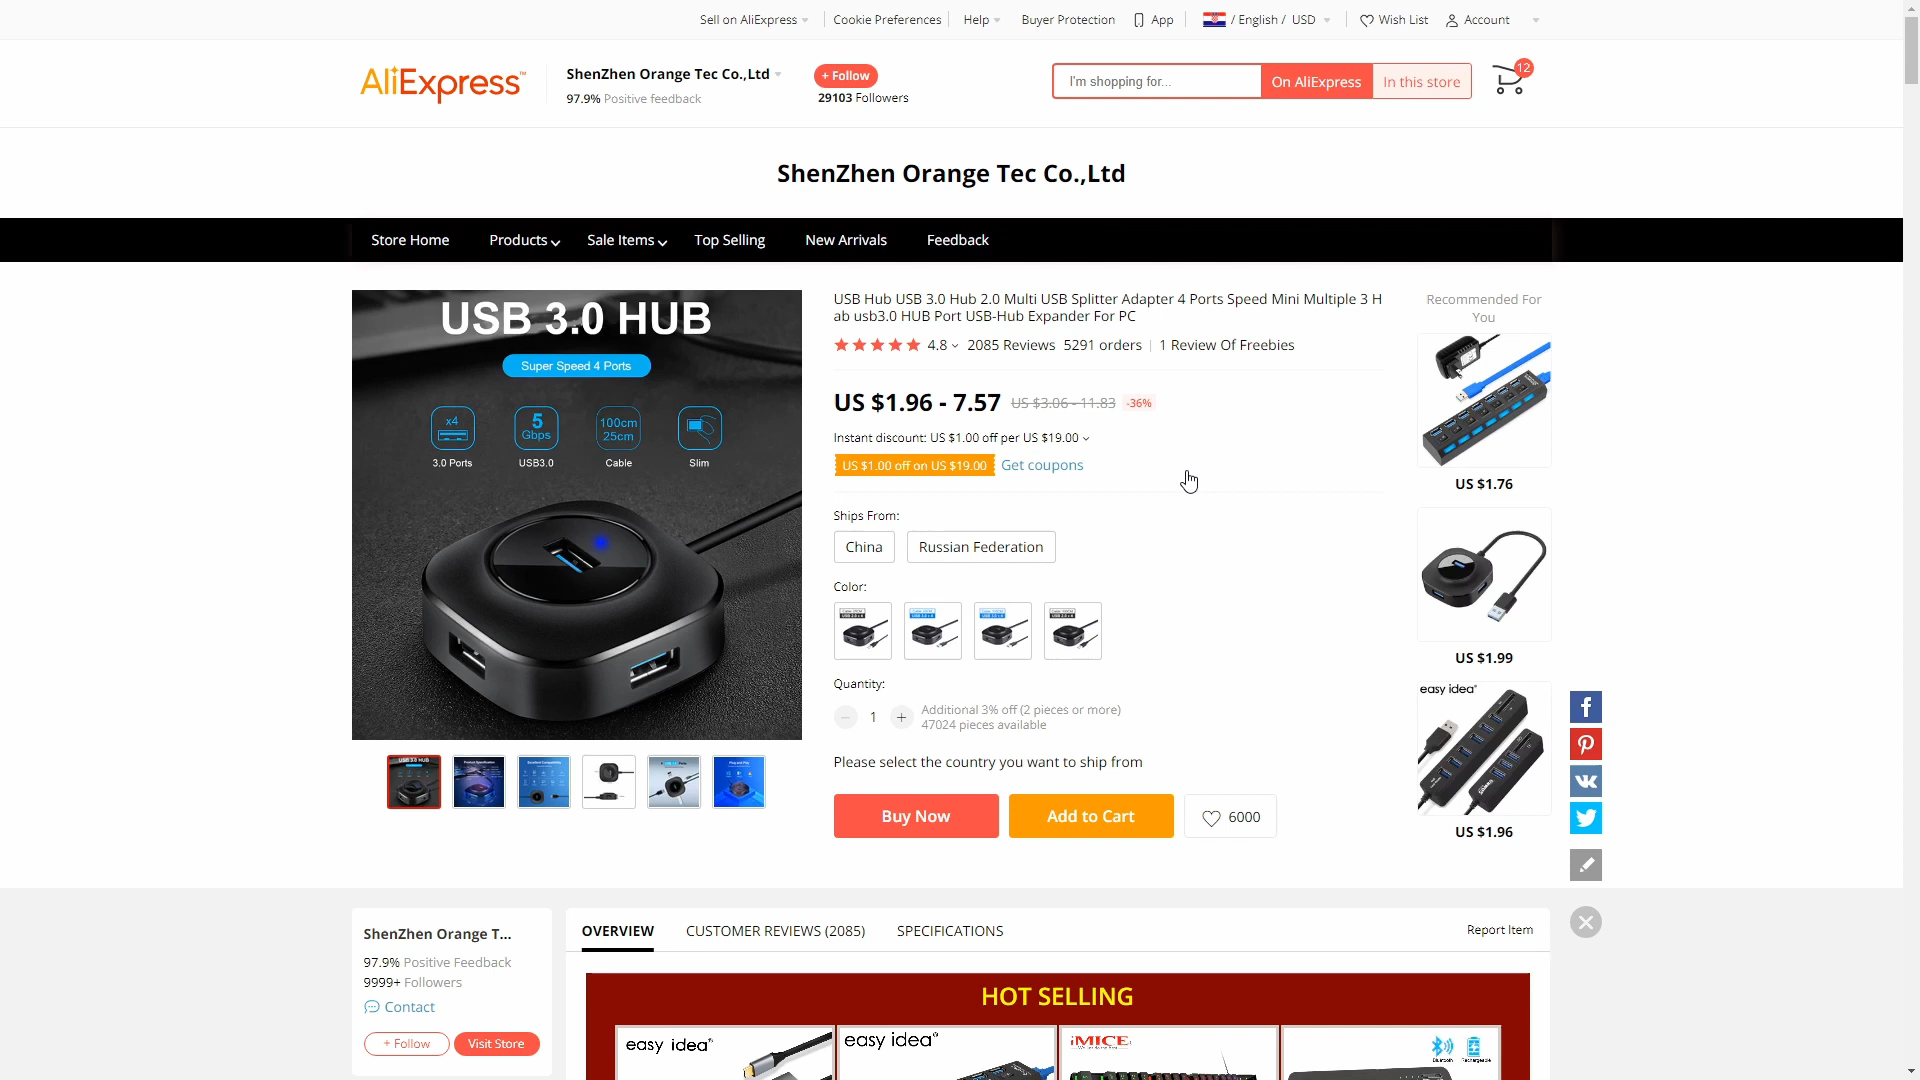 Sell on AliExpress
Cookie Preferences
Help
Buyer Protection
App
/ English / USD
Wish List
Account
AliExpress™
ShenZhen Orange Tec Co.,Ltd
97.9% Positive feedback
+ Follow
29103 Followers
I'm shopping for...
On AliExpress
In this store
12
ShenZhen Orange Tec Co.,Ltd
Store Home
Products
Sale Items
Top Selling
New Arrivals
Feedback
USB 3.0 HUB
Super Speed 4 Ports
x4
5 Gbps
100cm
25cm
3.0 Ports
USB3.0
Cable
Slim
USB Hub USB 3.0 Hub 2.0 Multi USB Splitter Adapter 4 Ports Speed Mini Multiple 3 H
ab usb3.0 HUB Port USB-Hub Expander For PC
4.8 2085 Reviews 5291 orders 1 Review Of Freebies
US $1.96 - 7.57 US $3.06 - 11.83 -36%
Instant discount: US $1.00 off per US $19.00
US $1.00 off on US $19.00 Get coupons
Ships From:
China
Russian Federation
Color:
Quantity:
1
Additional 3% off (2 pieces or more)
47024 pieces available
Please select the country you want to ship from
Buy Now
Add to Cart
6000
Recommended For
You
US $1.76
US $1.99
easy idea®
US $1.96
ShenZhen Orange T...
97.9% Positive Feedback
9999+ Followers
Contact
+ Follow
Visit Store
OVERVIEW
CUSTOMER REVIEWS (2085)
SPECIFICATIONS
Report Item
HOT SELLING
easy idea®
easy idea®
iMICE
Bluetooth
Rechargeable